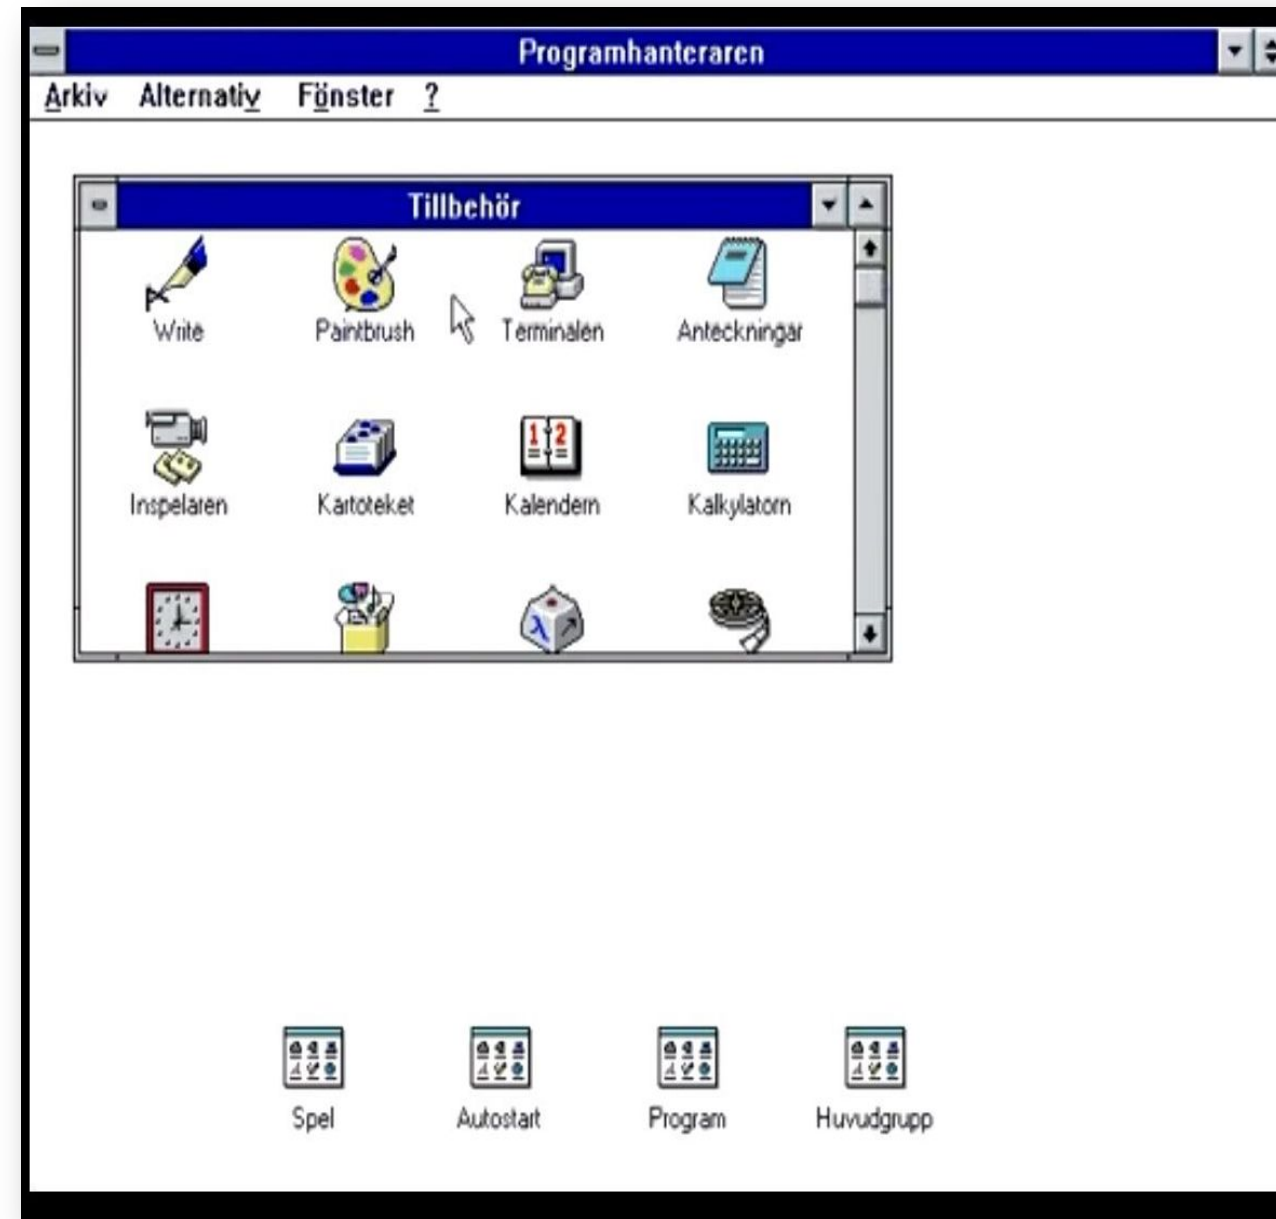 Programhanteraren
Arkiv Alternativ Fönster ?
Tillbehör
Write Paintbrush Terminalen Anteckningar
Inspelaren Kartoteket Kalendern Kalkylatorn
Spel Autostart Program Huvudgrupp